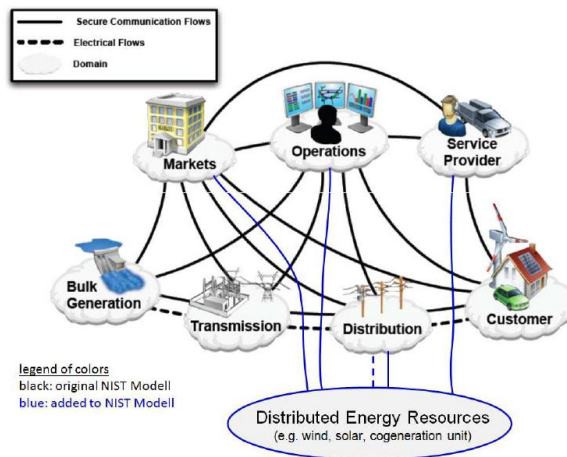 Secure Communication Flows
Electrical Flows
Domain
Markets
Operations
Service
Provider
Bulk
Generation
Transmission
Distribution
Customer
legend of colors
black: original NIST Modell
blue: added to NIST Modell
Distributed Energy Resources
(e.g. wind, solar, cogeneration unit)